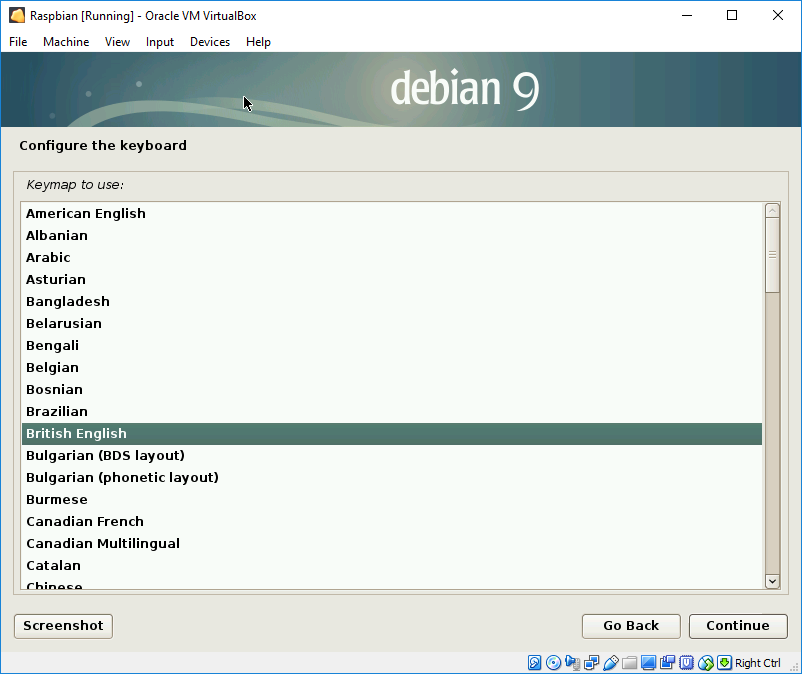 Raspbian [Running] - Oracle VM VirtualBox
File Machine View Input Devices Help
debian 9
Configure the keyboard
Keymap to use:
American English
Albanian
Arabic
Asturian
Bangladesh
Belarusian
Bengali
Belgian
Bosnian
Brazilian
British English
Bulgarian (BDS layout)
Bulgarian (phonetic layout)
Burmese
Canadian French
Canadian Multilingual
Catalan
Chinese
Screenshot Go Back Continue
Right Ctrl